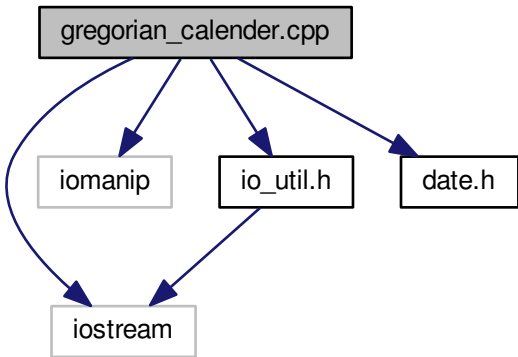 gregorian_calender.cpp
iomanip
io_util.h
date.h
iostream